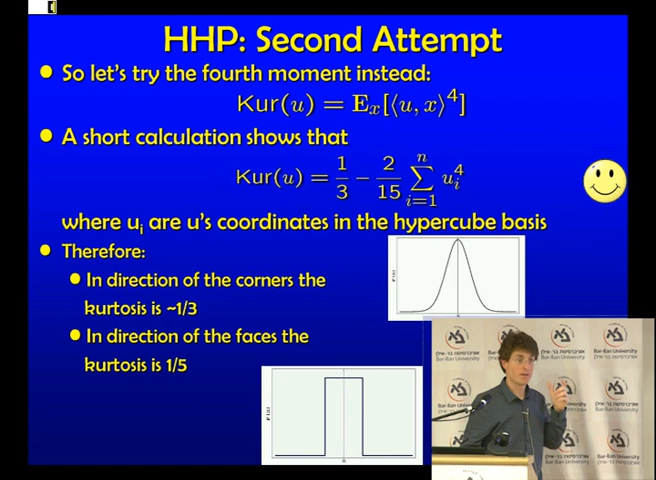 HHP: Second Attempt
So let's try the fourth moment instead:
Kur(u) = E_x[⟨u, x⟩^4]
A short calculation shows that
Kur(u) = 1/3 − 2/15 ∑_{i=1}^{n} u_i^4
where u_i are u's coordinates in the hypercube basis
Therefore:
In direction of the corners the
kurtosis is ~1/3
In direction of the faces the
kurtosis is 1/5
Bar-Ilan University
אוניברסיטת בר-אילן